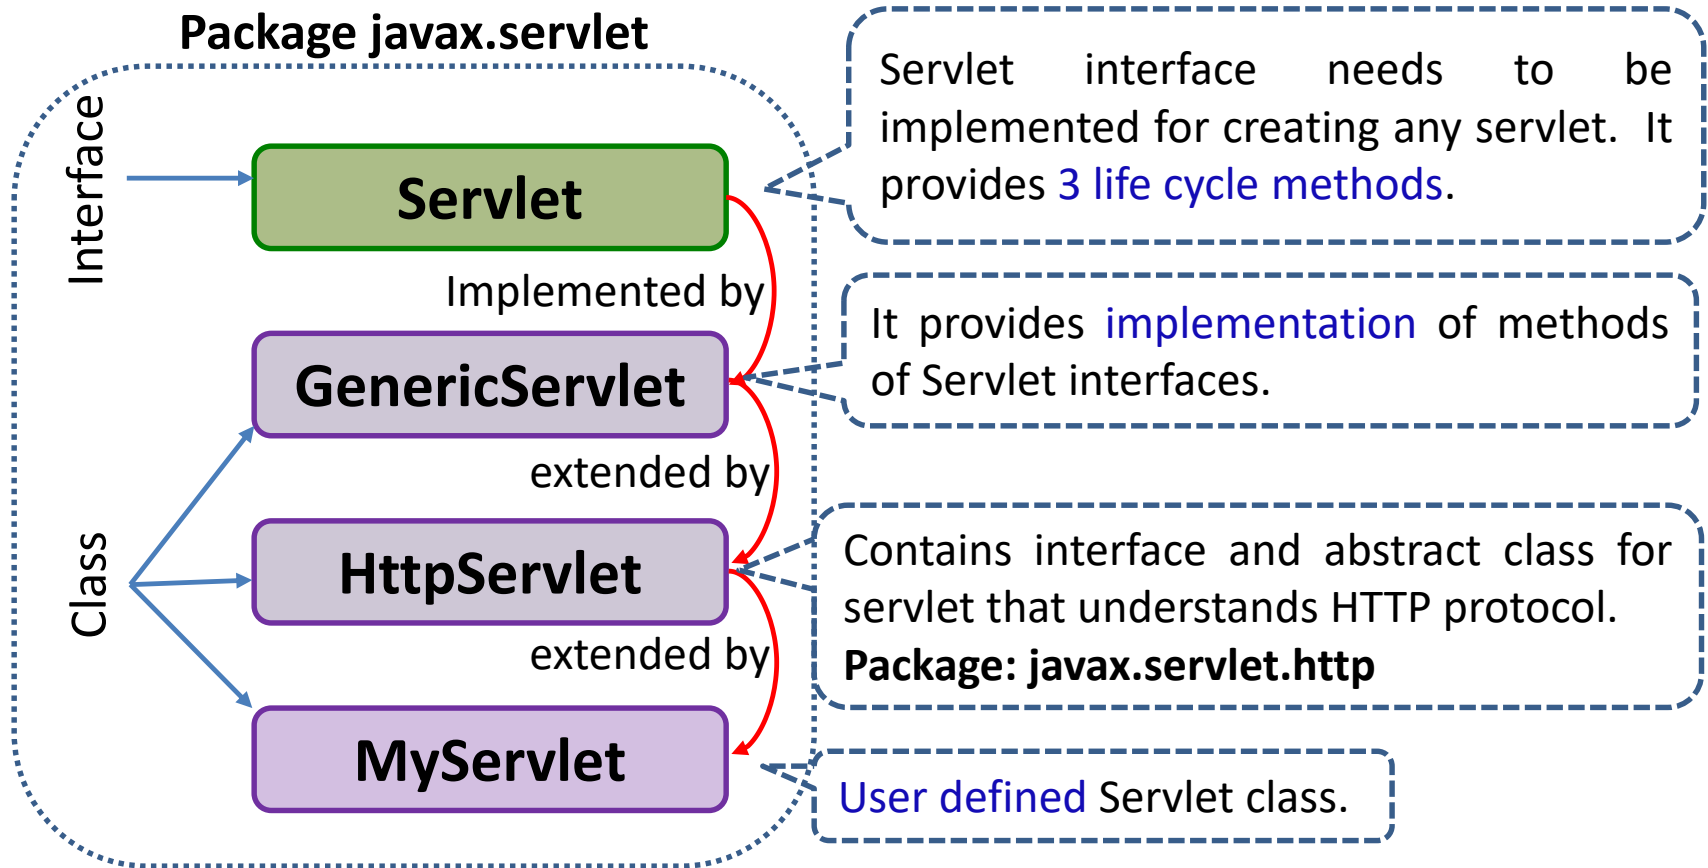 Package javax.servlet
Interface
Servlet
Servlet interface needs to be
implemented for creating any servlet. It
provides 3 life cycle methods.
Implemented by
GenericServlet
It provides implementation of methods
of Servlet interfaces.
extended by
Class
HttpServlet
Contains interface and abstract class for
servlet that understands HTTP protocol.
Package: javax.servlet.http
extended by
MyServlet
User defined Servlet class.